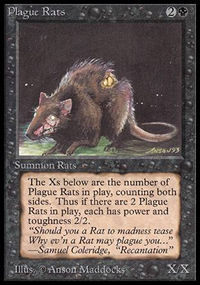 Plague Rats 2
ANSON 93
Summon Rats
The Xs below are the number of
Plague Rats in play, counting both
sides. Thus if there are 2 Plague
Rats in play, each has power and
toughness 2/2.
"Should you a Rat to madness tease
Why ev'n a Rat may plague you..."
—Samuel Coleridge, "Recantation"
X/X
Illus. © Anson Maddocks